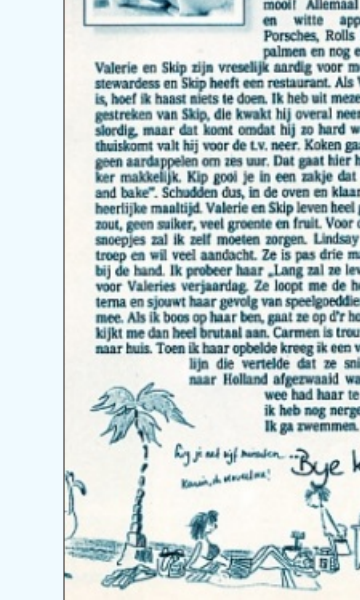 mooi! Allemaal
en witte app
Porsches, Rolls
palmen en nog e
Valerie en Skip zijn vreselijk aardig voor m
stewardess en Skip heeft een restaurant. Als V
is, hoef ik haast niets te doen. Ik heb uit meze
gestreken van Skip, die kwakt hij overal neer
slordig, maar dat komt omdat hij zo hard w
thuiskomt valt hij voor de t.v. neer. Koken ga
geen aardappelen om zes uur. Dat gaat hier h
ker makkelijk. Kip gooi je in een zakje dat
and bake”. Schudden dus, in de oven en klaar
heerlijke maaltijd. Valerie en Skip leven heel g
zout, geen suiker, veel groente en fruit. Voor d
snoepjes zal ik zelf moeten zorgen. Lindsay
troep en wil veel aandacht. Ze is pas drie ma
bij de hand. Ik probeer haar „Lang zal ze lev
voor Valeries verjaardag. Ze loopt me de he
terna en sjouwt haar gevolg van speelgoeddie
mee. Als ik boos op haar ben, gaat ze op d'r ho
kijkt me dan heel brutaal aan. Carmen is treu
naar huis. Toen ik haar opbelde kreeg ik een v
lijn die vertelde dat ze sni
naar Holland afgezwaaid wa
wee had haar te
ik heb nog nerge
Ik ga zwemmen.
Lig je net vijf minuten...
Bye k